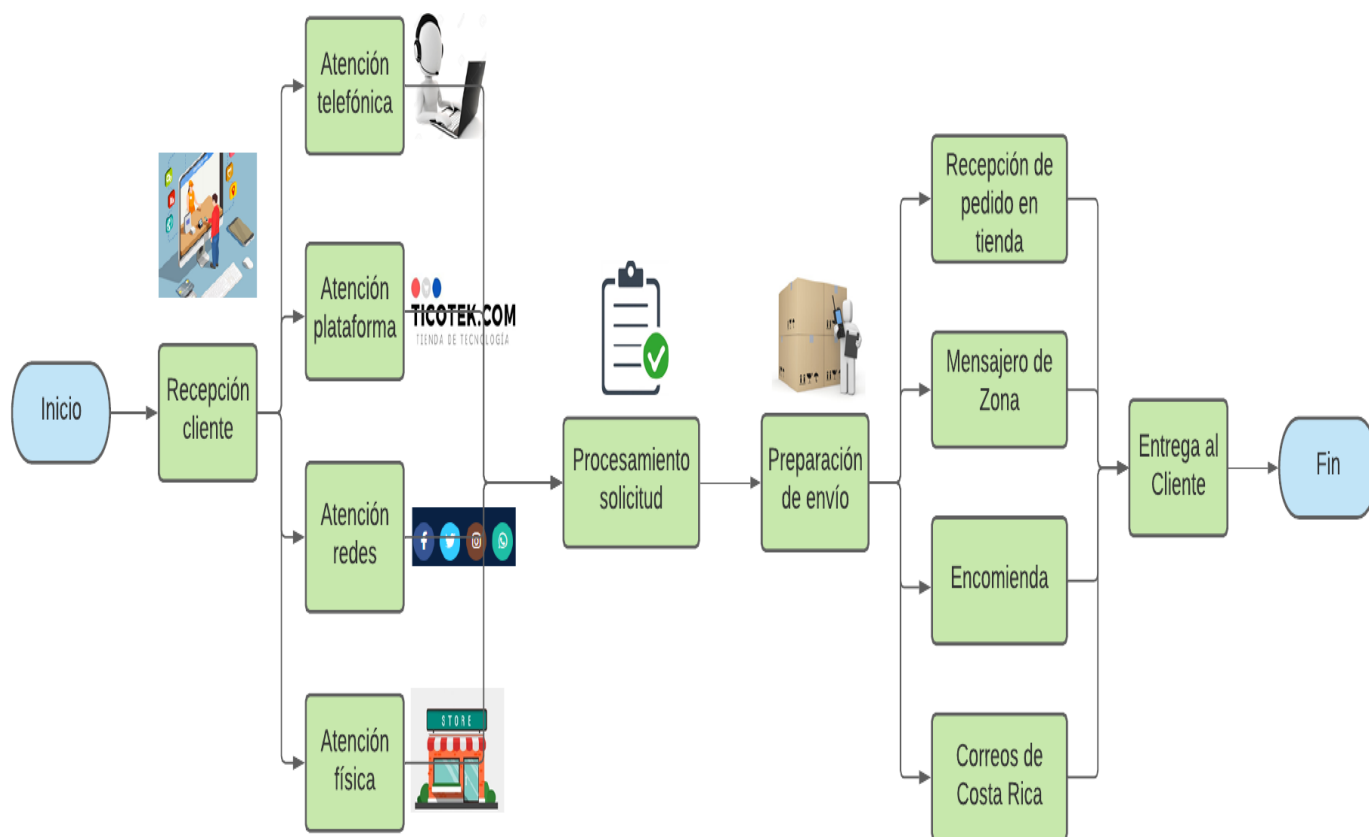 Inicio
Recepción
cliente
Atención
telefónica
Atención
plataforma
TICOTEK.COM
TIENDA DE TECNOLOGÍA
Atención
redes
Atención
física
STORE
Procesamiento
solicitud
Preparación
de envío
Recepción de
pedido en
tienda
Mensajero de
Zona
Encomienda
Correos de
Costa Rica
Entrega al
Cliente
Fin